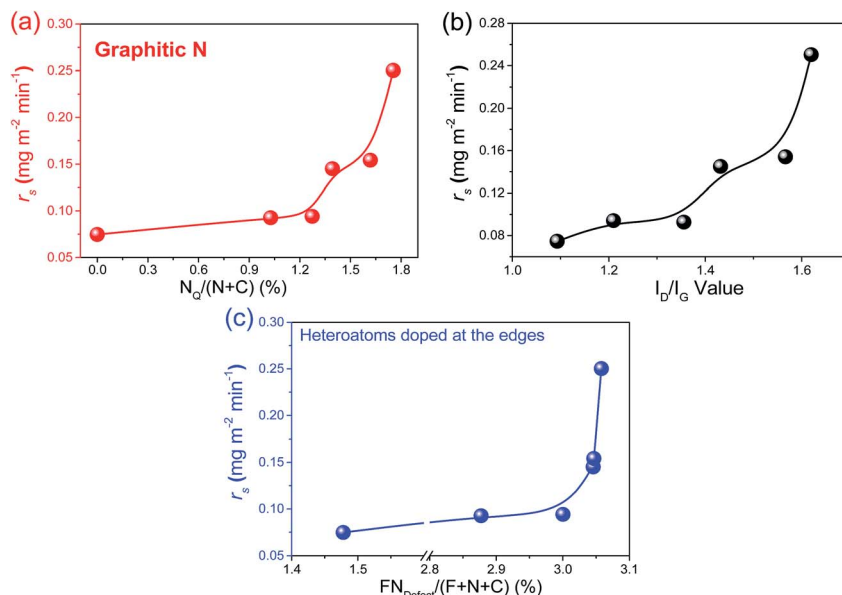 (a)
Graphitic N
r_s (mg m⁻² min⁻¹)
0.30
0.25
0.20
0.15
0.10
0.05
0.0 0.3 0.6 0.9 1.2 1.5 1.8
N_Q/(N+C) (%)
(b)
r_s (mg m⁻² min⁻¹)
0.28
0.24
0.20
0.16
0.12
0.08
1.0 1.2 1.4 1.6
I_D/I_G Value
(c)
Heteroatoms doped at the edges
r_s (mg m⁻² min⁻¹)
0.30
0.25
0.20
0.15
0.10
0.05
1.4 1.5 2.8 2.9 3.0 3.1
FN_Defect/(F+N+C) (%)